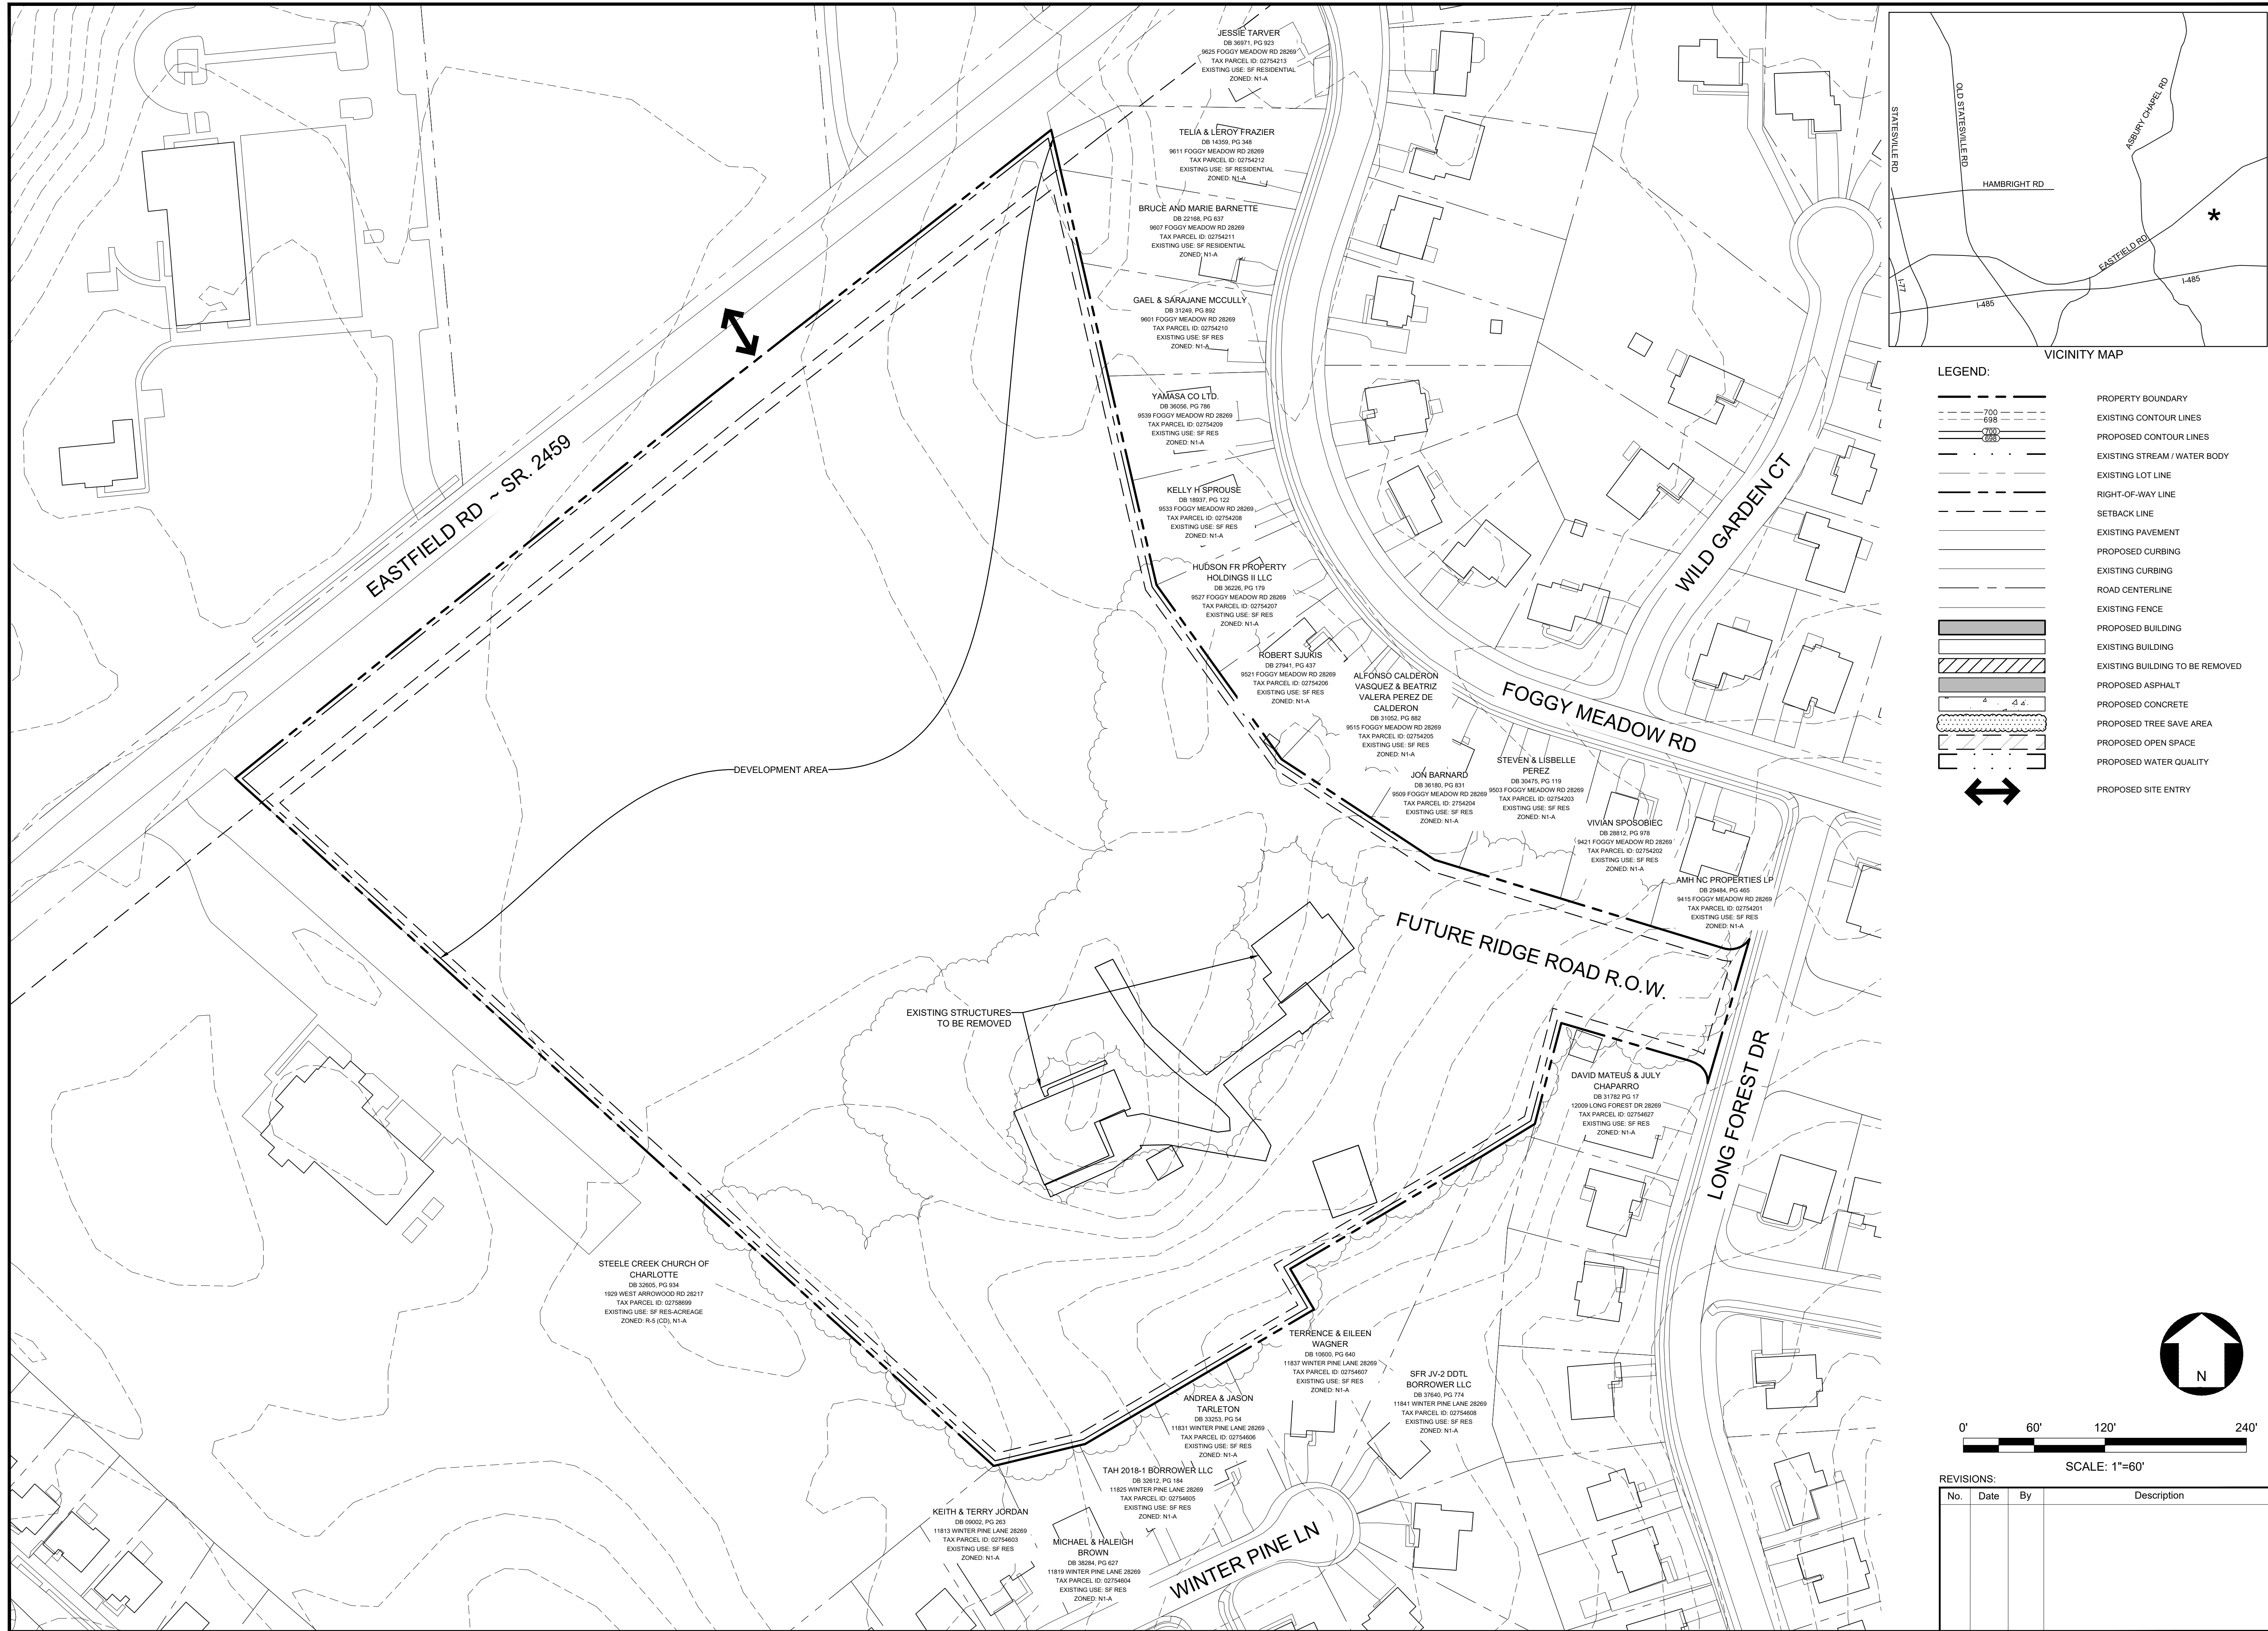 JESSIE TARVER
DB 36971, PG 923
9625 FOGGY MEADOW RD 28269
TAX PARCEL ID: 02754213
EXISTING USE: SF RESIDENTIAL
ZONED: N1-A
TELIA & LEROY FRAZIER
DB 14359, PG 348
9611 FOGGY MEADOW RD 28269
TAX PARCEL ID: 02754212
EXISTING USE: SF RESIDENTIAL
ZONED: N1-A
BRUCE AND MARIE BARNETTE
DB 22168, PG 637
9607 FOGGY MEADOW RD 28269
TAX PARCEL ID: 02754211
EXISTING USE: SF RESIDENTIAL
ZONED: N1-A
GAEL & SARAJANE MCCULLY
DB 31249, PG 892
9601 FOGGY MEADOW RD 28269
TAX PARCEL ID: 02754210
EXISTING USE: SF RES
ZONED: N1-A
YAMASA CO LTD.
DB 36056, PG 786
9539 FOGGY MEADOW RD 28269
TAX PARCEL ID: 02754209
EXISTING USE: SF RES
ZONED: N1-A
KELLY H SPROUSE
DB 18937, PG 122
9533 FOGGY MEADOW RD 28269
TAX PARCEL ID: 02754208
EXISTING USE: SF RES
ZONED: N1-A
HUDSON FR PROPERTY
HOLDINGS II LLC
DB 36226, PG 179
9527 FOGGY MEADOW RD 28269
TAX PARCEL ID: 02754207
EXISTING USE: SF RES
ZONED: N1-A
ROBERT SJUKIS
DB 27941, PG 437
9521 FOGGY MEADOW RD 28269
TAX PARCEL ID: 02754206
EXISTING USE: SF RES
ZONED: N1-A
ALFONSO CALDERON
VASQUEZ & BEATRIZ
VALERA PEREZ DE
CALDERON
DB 31052, PG 882
9515 FOGGY MEADOW RD 28269
TAX PARCEL ID: 02754205
EXISTING USE: SF RES
ZONED: N1-A
JON BARNARD
DB 36180, PG 831
9509 FOGGY MEADOW RD 28269
TAX PARCEL ID: 2754204
EXISTING USE: SF RES
ZONED: N1-A
STEVEN & LISBELLE
PEREZ
DB 30475, PG 119
9503 FOGGY MEADOW RD 28269
TAX PARCEL ID: 02754203
EXISTING USE: SF RES
ZONED: N1-A
VIVIAN SPOSOBIEC
DB 28812, PG 978
9421 FOGGY MEADOW RD 28269
TAX PARCEL ID: 02754202
EXISTING USE: SF RES
ZONED: N1-A
AMH NC PROPERTIES LP
DB 29484, PG 465
9415 FOGGY MEADOW RD 28269
TAX PARCEL ID: 02754201
EXISTING USE: SF RES
ZONED: N1-A
EASTFIELD RD ~ SR. 2459
WILD GARDEN CT
FOGGY MEADOW RD
DEVELOPMENT AREA
FUTURE RIDGE ROAD R.O.W.
EXISTING STRUCTURES
TO BE REMOVED
LONG FOREST DR
DAVID MATEUS & JULY
CHAPARRO
DB 31782 PG 17
12009 LONG FOREST DR 28269
TAX PARCEL ID: 02754627
EXISTING USE: SF RES
ZONED: N1-A
STEELE CREEK CHURCH OF
CHARLOTTE
DB 32605, PG 934
1929 WEST ARROWOOD RD 28217
TAX PARCEL ID: 02758699
EXISTING USE: SF RES-ACREAGE
ZONED: R-5 (CD), N1-A
TERRENCE & EILEEN
WAGNER
DB 10600, PG 640
11837 WINTER PINE LANE 28269
TAX PARCEL ID: 02754607
EXISTING USE: SF RES
ZONED: N1-A
SFR JV-2 DDTL
BORROWER LLC
DB 37640, PG 774
11841 WINTER PINE LANE 28269
TAX PARCEL ID: 02754608
EXISTING USE: SF RES
ZONED: N1-A
ANDREA & JASON
TARLETON
DB 33253, PG 54
11831 WINTER PINE LANE 28269
TAX PARCEL ID: 02754606
EXISTING USE: SF RES
ZONED: N1-A
TAH 2018-1 BORROWER LLC
DB 32612, PG 184
11825 WINTER PINE LANE 28269
TAX PARCEL ID: 02754605
EXISTING USE: SF RES
ZONED: N1-A
KEITH & TERRY JORDAN
DB 09002, PG 263
11813 WINTER PINE LANE 28269
TAX PARCEL ID: 02754603
EXISTING USE: SF RES
ZONED: N1-A
MICHAEL & HALEIGH
BROWN
DB 38284, PG 627
11819 WINTER PINE LANE 28269
TAX PARCEL ID: 02754604
EXISTING USE: SF RES
ZONED: N1-A
WINTER PINE LN
STATESVILLE RD
OLD STATESVILLE RD
ASBURY CHAPEL RD
HAMBRIGHT RD
*
EASTFIELD RD
I-77
I-485
I-485
VICINITY MAP
LEGEND:
PROPERTY BOUNDARY
700
698
EXISTING CONTOUR LINES
700
698
PROPOSED CONTOUR LINES
EXISTING STREAM / WATER BODY
EXISTING LOT LINE
RIGHT-OF-WAY LINE
SETBACK LINE
EXISTING PAVEMENT
PROPOSED CURBING
EXISTING CURBING
ROAD CENTERLINE
EXISTING FENCE
PROPOSED BUILDING
EXISTING BUILDING
EXISTING BUILDING TO BE REMOVED
PROPOSED ASPHALT
PROPOSED CONCRETE
PROPOSED TREE SAVE AREA
PROPOSED OPEN SPACE
PROPOSED WATER QUALITY
PROPOSED SITE ENTRY
N
0' 60' 120' 240'
SCALE: 1"=60'
REVISIONS:
No. Date By Description